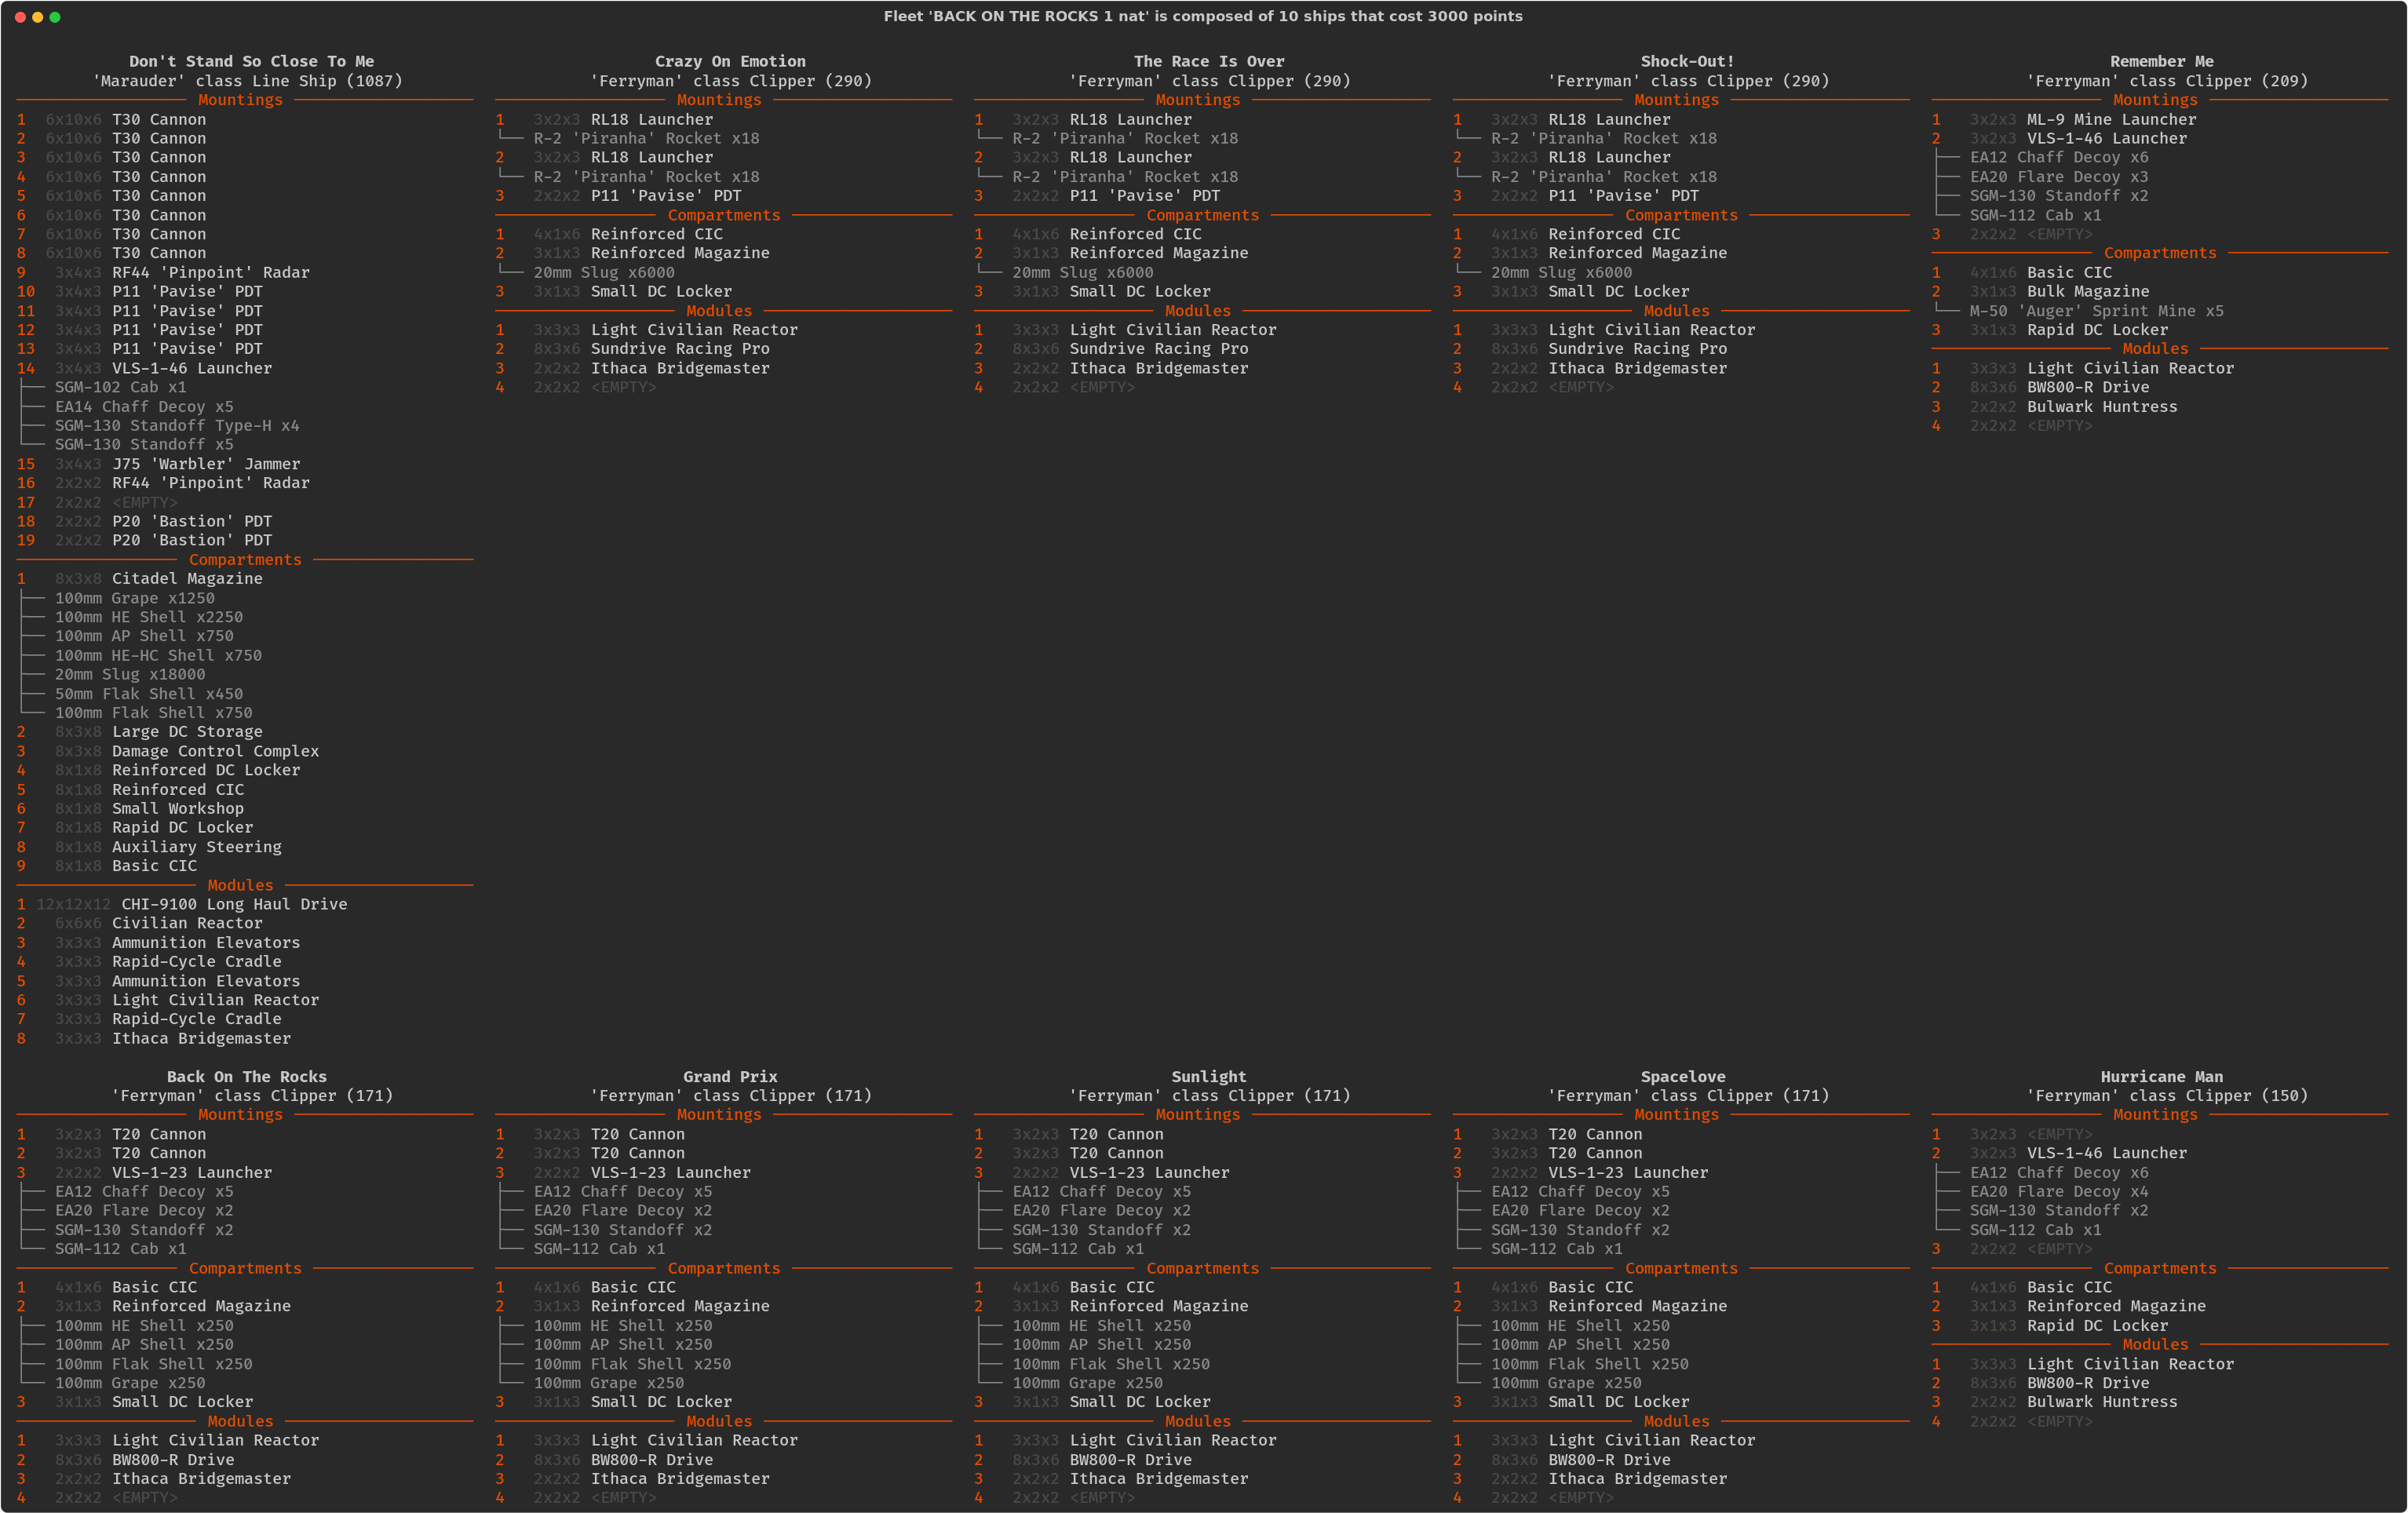 Fleet 'BACK ON THE ROCKS 1 nat' is composed of 10 ships that cost 3000 points
Don't Stand So Close To Me
'Marauder' class Line Ship (1087)
Mountings
1 6x10x6 T30 Cannon
2 6x10x6 T30 Cannon
3 6x10x6 T30 Cannon
4 6x10x6 T30 Cannon
5 6x10x6 T30 Cannon
6 6x10x6 T30 Cannon
7 6x10x6 T30 Cannon
8 6x10x6 T30 Cannon
9 3x4x3 RF44 'Pinpoint' Radar
10 3x4x3 P11 'Pavise' PDT
11 3x4x3 P11 'Pavise' PDT
12 3x4x3 P11 'Pavise' PDT
13 3x4x3 P11 'Pavise' PDT
14 3x4x3 VLS-1-46 Launcher
SGM-102 Cab x1
EA14 Chaff Decoy x5
SGM-130 Standoff Type-H x4
SGM-130 Standoff x5
15 3x4x3 J75 'Warbler' Jammer
16 2x2x2 RF44 'Pinpoint' Radar
17 2x2x2 <EMPTY>
18 2x2x2 P20 'Bastion' PDT
19 2x2x2 P20 'Bastion' PDT
Compartments
1 8x3x8 Citadel Magazine
100mm Grape x1250
100mm HE Shell x2250
100mm AP Shell x750
100mm HE-HC Shell x750
20mm Slug x18000
50mm Flak Shell x450
100mm Flak Shell x750
2 8x3x8 Large DC Storage
3 8x3x8 Damage Control Complex
4 8x1x8 Reinforced DC Locker
5 8x1x8 Reinforced CIC
6 8x1x8 Small Workshop
7 8x1x8 Rapid DC Locker
8 8x1x8 Auxiliary Steering
9 8x1x8 Basic CIC
Modules
1 12x12x12 CHI-9100 Long Haul Drive
2 6x6x6 Civilian Reactor
3 3x3x3 Ammunition Elevators
4 3x3x3 Rapid-Cycle Cradle
5 3x3x3 Ammunition Elevators
6 3x3x3 Light Civilian Reactor
7 3x3x3 Rapid-Cycle Cradle
8 3x3x3 Ithaca Bridgemaster
Crazy On Emotion
'Ferryman' class Clipper (290)
Mountings
1 3x2x3 RL18 Launcher
R-2 'Piranha' Rocket x18
2 3x2x3 RL18 Launcher
R-2 'Piranha' Rocket x18
3 2x2x2 P11 'Pavise' PDT
Compartments
1 4x1x6 Reinforced CIC
2 3x1x3 Reinforced Magazine
20mm Slug x6000
3 3x1x3 Small DC Locker
Modules
1 3x3x3 Light Civilian Reactor
2 8x3x6 Sundrive Racing Pro
3 2x2x2 Ithaca Bridgemaster
4 2x2x2 <EMPTY>
The Race Is Over
'Ferryman' class Clipper (290)
Mountings
1 3x2x3 RL18 Launcher
R-2 'Piranha' Rocket x18
2 3x2x3 RL18 Launcher
R-2 'Piranha' Rocket x18
3 2x2x2 P11 'Pavise' PDT
Compartments
1 4x1x6 Reinforced CIC
2 3x1x3 Reinforced Magazine
20mm Slug x6000
3 3x1x3 Small DC Locker
Modules
1 3x3x3 Light Civilian Reactor
2 8x3x6 Sundrive Racing Pro
3 2x2x2 Ithaca Bridgemaster
4 2x2x2 <EMPTY>
Shock-Out!
'Ferryman' class Clipper (290)
Mountings
1 3x2x3 RL18 Launcher
R-2 'Piranha' Rocket x18
2 3x2x3 RL18 Launcher
R-2 'Piranha' Rocket x18
3 2x2x2 P11 'Pavise' PDT
Compartments
1 4x1x6 Reinforced CIC
2 3x1x3 Reinforced Magazine
20mm Slug x6000
3 3x1x3 Small DC Locker
Modules
1 3x3x3 Light Civilian Reactor
2 8x3x6 Sundrive Racing Pro
3 2x2x2 Ithaca Bridgemaster
4 2x2x2 <EMPTY>
Remember Me
'Ferryman' class Clipper (209)
Mountings
1 3x2x3 ML-9 Mine Launcher
2 3x2x3 VLS-1-46 Launcher
EA12 Chaff Decoy x6
EA20 Flare Decoy x3
SGM-130 Standoff x2
SGM-112 Cab x1
3 2x2x2 <EMPTY>
Compartments
1 4x1x6 Basic CIC
2 3x1x3 Bulk Magazine
M-50 'Auger' Sprint Mine x5
3 3x1x3 Rapid DC Locker
Modules
1 3x3x3 Light Civilian Reactor
2 8x3x6 BW800-R Drive
3 2x2x2 Bulwark Huntress
4 2x2x2 <EMPTY>
Back On The Rocks
'Ferryman' class Clipper (171)
Mountings
1 3x2x3 T20 Cannon
2 3x2x3 T20 Cannon
3 2x2x2 VLS-1-23 Launcher
EA12 Chaff Decoy x5
EA20 Flare Decoy x2
SGM-130 Standoff x2
SGM-112 Cab x1
Compartments
1 4x1x6 Basic CIC
2 3x1x3 Reinforced Magazine
100mm HE Shell x250
100mm AP Shell x250
100mm Flak Shell x250
100mm Grape x250
3 3x1x3 Small DC Locker
Modules
1 3x3x3 Light Civilian Reactor
2 8x3x6 BW800-R Drive
3 2x2x2 Ithaca Bridgemaster
4 2x2x2 <EMPTY>
Grand Prix
'Ferryman' class Clipper (171)
Mountings
1 3x2x3 T20 Cannon
2 3x2x3 T20 Cannon
3 2x2x2 VLS-1-23 Launcher
EA12 Chaff Decoy x5
EA20 Flare Decoy x2
SGM-130 Standoff x2
SGM-112 Cab x1
Compartments
1 4x1x6 Basic CIC
2 3x1x3 Reinforced Magazine
100mm HE Shell x250
100mm AP Shell x250
100mm Flak Shell x250
100mm Grape x250
3 3x1x3 Small DC Locker
Modules
1 3x3x3 Light Civilian Reactor
2 8x3x6 BW800-R Drive
3 2x2x2 Ithaca Bridgemaster
4 2x2x2 <EMPTY>
Sunlight
'Ferryman' class Clipper (171)
Mountings
1 3x2x3 T20 Cannon
2 3x2x3 T20 Cannon
3 2x2x2 VLS-1-23 Launcher
EA12 Chaff Decoy x5
EA20 Flare Decoy x2
SGM-130 Standoff x2
SGM-112 Cab x1
Compartments
1 4x1x6 Basic CIC
2 3x1x3 Reinforced Magazine
100mm HE Shell x250
100mm AP Shell x250
100mm Flak Shell x250
100mm Grape x250
3 3x1x3 Small DC Locker
Modules
1 3x3x3 Light Civilian Reactor
2 8x3x6 BW800-R Drive
3 2x2x2 Ithaca Bridgemaster
4 2x2x2 <EMPTY>
Spacelove
'Ferryman' class Clipper (171)
Mountings
1 3x2x3 T20 Cannon
2 3x2x3 T20 Cannon
3 2x2x2 VLS-1-23 Launcher
EA12 Chaff Decoy x5
EA20 Flare Decoy x2
SGM-130 Standoff x2
SGM-112 Cab x1
Compartments
1 4x1x6 Basic CIC
2 3x1x3 Reinforced Magazine
100mm HE Shell x250
100mm AP Shell x250
100mm Flak Shell x250
100mm Grape x250
3 3x1x3 Small DC Locker
Modules
1 3x3x3 Light Civilian Reactor
2 8x3x6 BW800-R Drive
3 2x2x2 Ithaca Bridgemaster
4 2x2x2 <EMPTY>
Hurricane Man
'Ferryman' class Clipper (150)
Mountings
1 3x2x3 <EMPTY>
2 3x2x3 VLS-1-46 Launcher
EA12 Chaff Decoy x6
EA20 Flare Decoy x4
SGM-130 Standoff x2
SGM-112 Cab x1
3 2x2x2 <EMPTY>
Compartments
1 4x1x6 Basic CIC
2 3x1x3 Reinforced Magazine
3 3x1x3 Rapid DC Locker
Modules
1 3x3x3 Light Civilian Reactor
2 8x3x6 BW800-R Drive
3 2x2x2 Bulwark Huntress
4 2x2x2 <EMPTY>